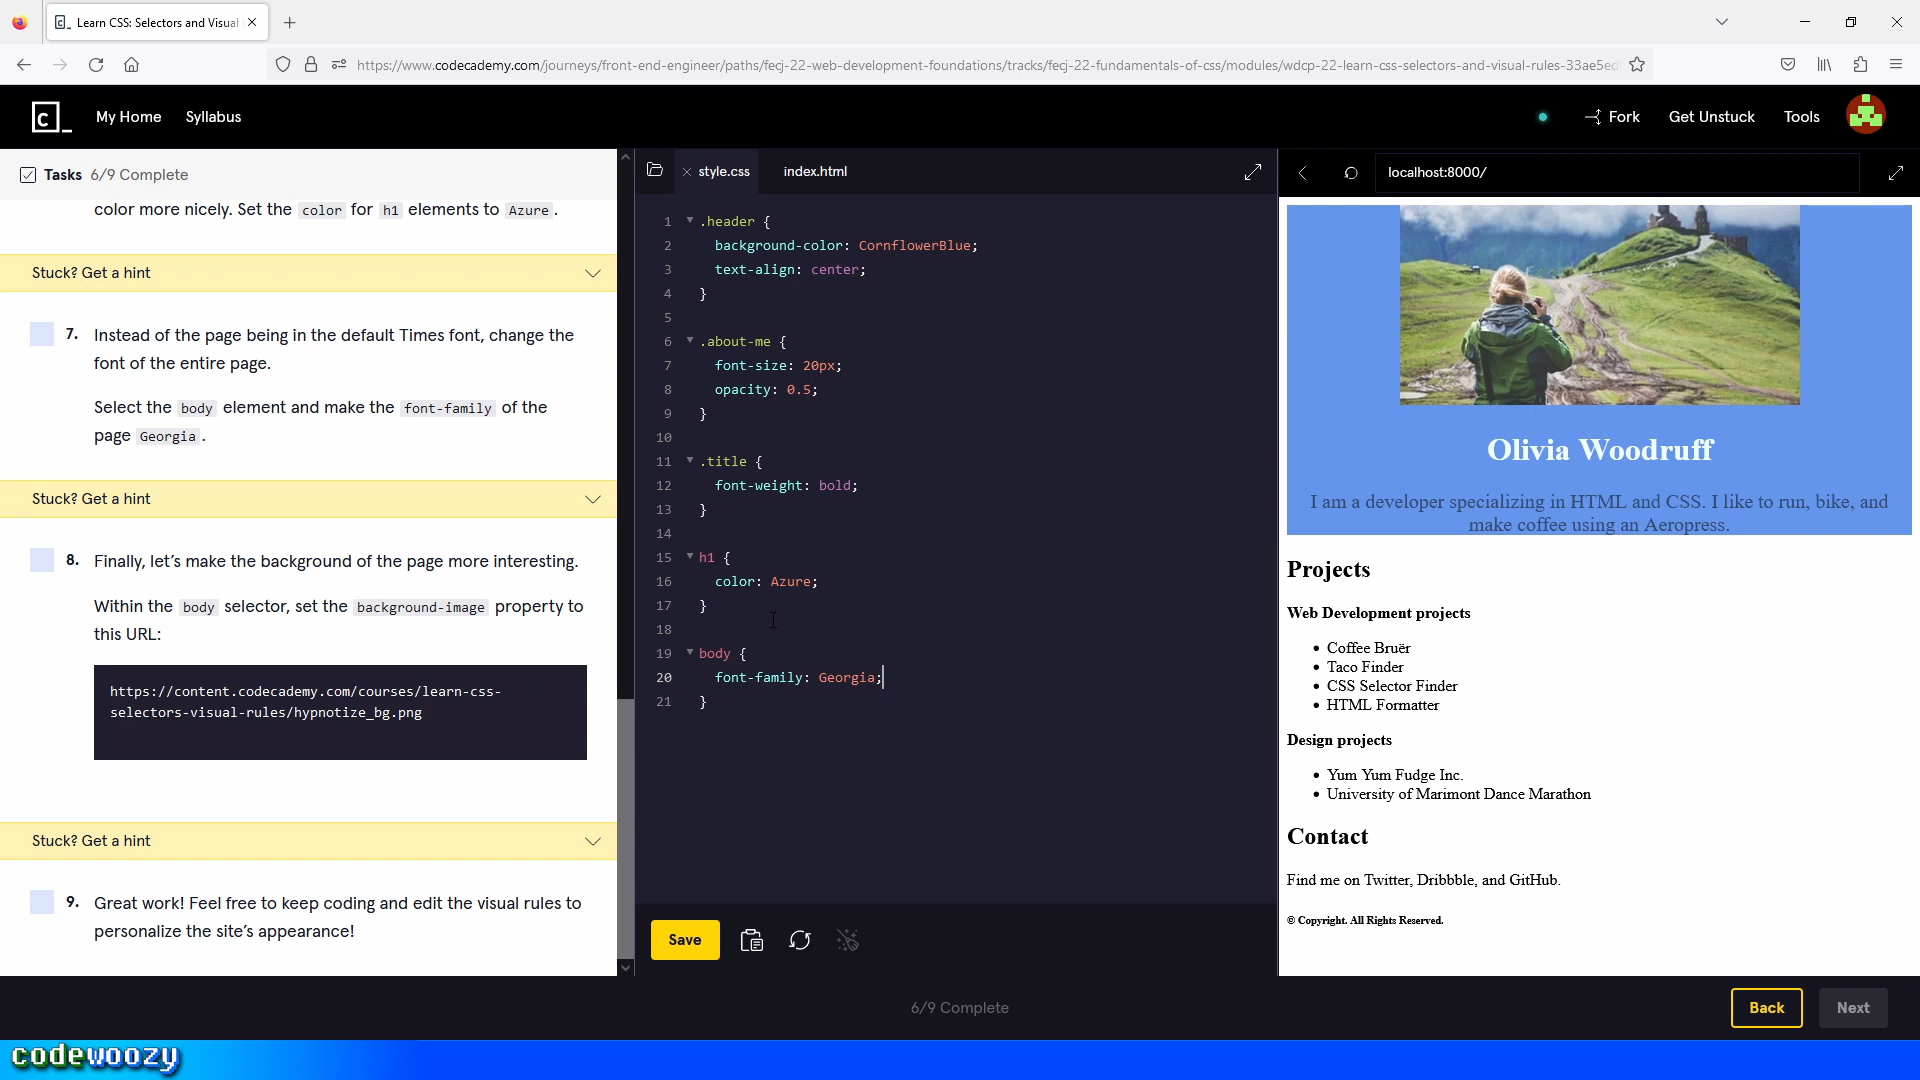 Learn CSS: Selectors and Visual
https://www.codecademy.com/journeys/front-end-engineer/paths/fecj-22-web-development-foundations/tracks/fecj-22-fundamentals-of-css/modules/wdcp-22-learn-css-selectors-and-visual-rules-33ae5ed
c_
My Home
Syllabus
Fork
Get Unstuck
Tools
Tasks 6/9 Complete
color more nicely. Set the color for h1 elements to Azure.
Stuck? Get a hint
7. Instead of the page being in the default Times font, change the
font of the entire page.
Select the body element and make the font-family of the
page Georgia.
Stuck? Get a hint
8. Finally, let's make the background of the page more interesting.
Within the body selector, set the background-image property to
this URL:
https://content.codecademy.com/courses/learn-css-
selectors-visual-rules/hypnotize_bg.png
Stuck? Get a hint
9. Great work! Feel free to keep coding and edit the visual rules to
personalize the site's appearance!
style.css
index.html
1 .header {
2 background-color: CornflowerBlue;
3 text-align: center;
4 }
5
6 .about-me {
7 font-size: 20px;
8 opacity: 0.5;
9 }
10
11 .title {
12 font-weight: bold;
13 }
14
15 h1 {
16 color: Azure;
17 }
18
19 body {
20 font-family: Georgia;
21 }
Save
localhost:8000/
Olivia Woodruff
I am a developer specializing in HTML and CSS. I like to run, bike, and
make coffee using an Aeropress.
Projects
Web Development projects
• Coffee Bruër
• Taco Finder
• CSS Selector Finder
• HTML Formatter
Design projects
• Yum Yum Fudge Inc.
• University of Marimont Dance Marathon
Contact
Find me on Twitter, Dribbble, and GitHub.
© Copyright. All Rights Reserved.
6/9 Complete
Back
Next
codewoozy